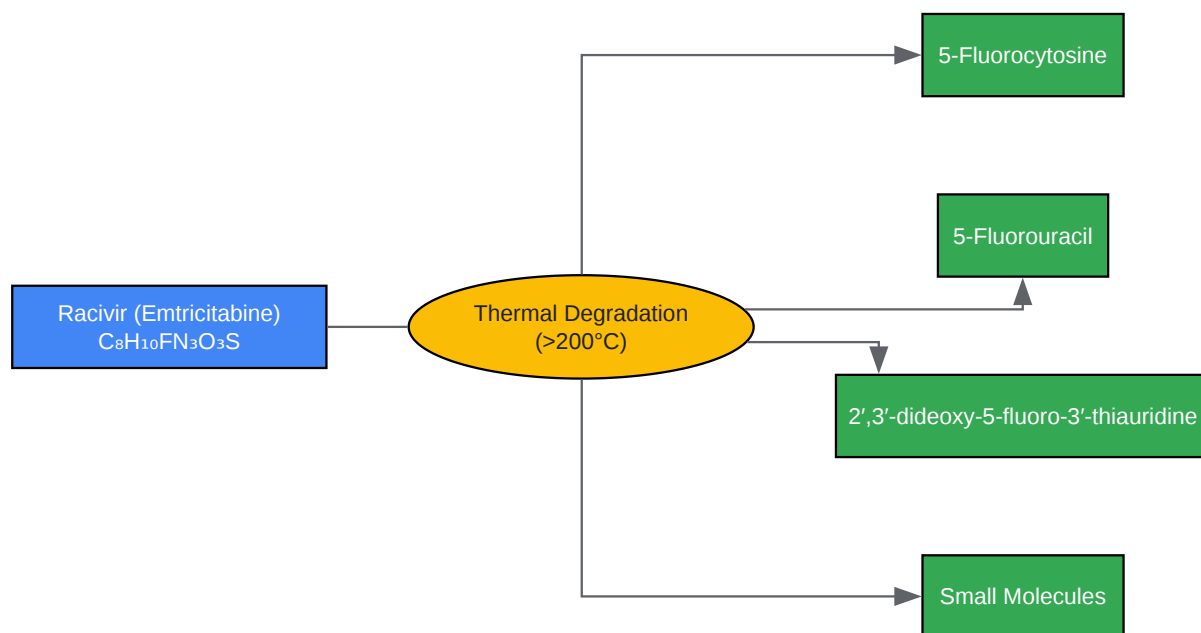 Racivir (Emtricitabine)
C₈H₁₀FN₃O₃S
Thermal Degradation
(>200°C)
5-Fluorocytosine
5-Fluorouracil
2′,3′-dideoxy-5-fluoro-3′-thiauridine
Small Molecules